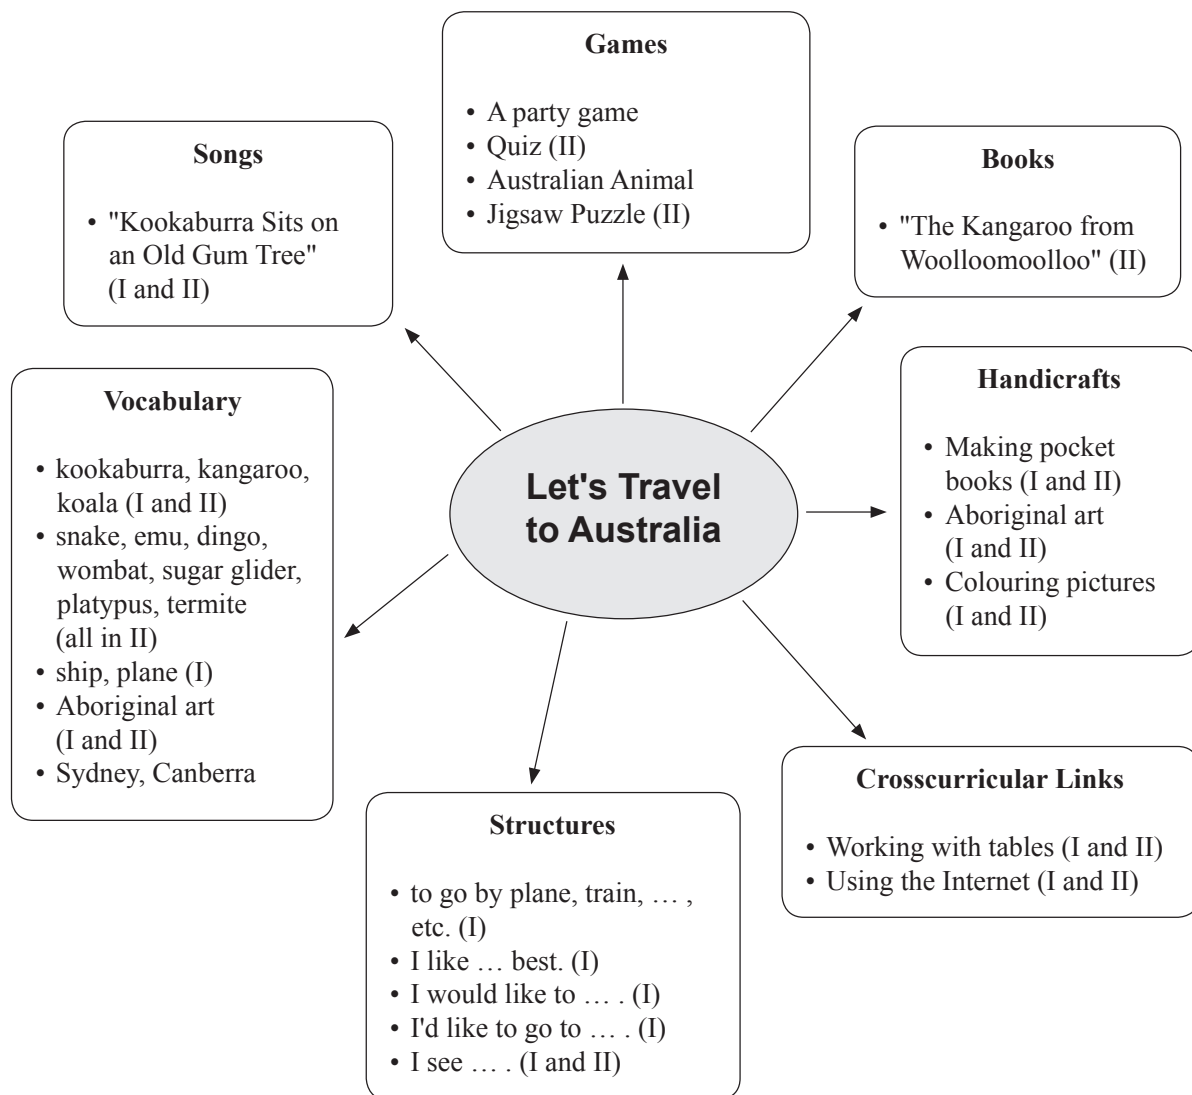 Games
• A party game
• Quiz (II)
• Australian Animal
• Jigsaw Puzzle (II)
Songs
• "Kookaburra Sits on
an Old Gum Tree"
(I and II)
Books
• "The Kangaroo from
Woolloomoolloo" (II)
Vocabulary
• kookaburra, kangaroo,
koala (I and II)
• snake, emu, dingo,
wombat, sugar glider,
platypus, termite
(all in II)
• ship, plane (I)
• Aboriginal art
(I and II)
• Sydney, Canberra
Let's Travel
to Australia
Handicrafts
• Making pocket
books (I and II)
• Aboriginal art
(I and II)
• Colouring pictures
(I and II)
Structures
• to go by plane, train, … ,
etc. (I)
• I like … best. (I)
• I would like to … . (I)
• I'd like to go to … . (I)
• I see … . (I and II)
Crosscurricular Links
• Working with tables (I and II)
• Using the Internet (I and II)